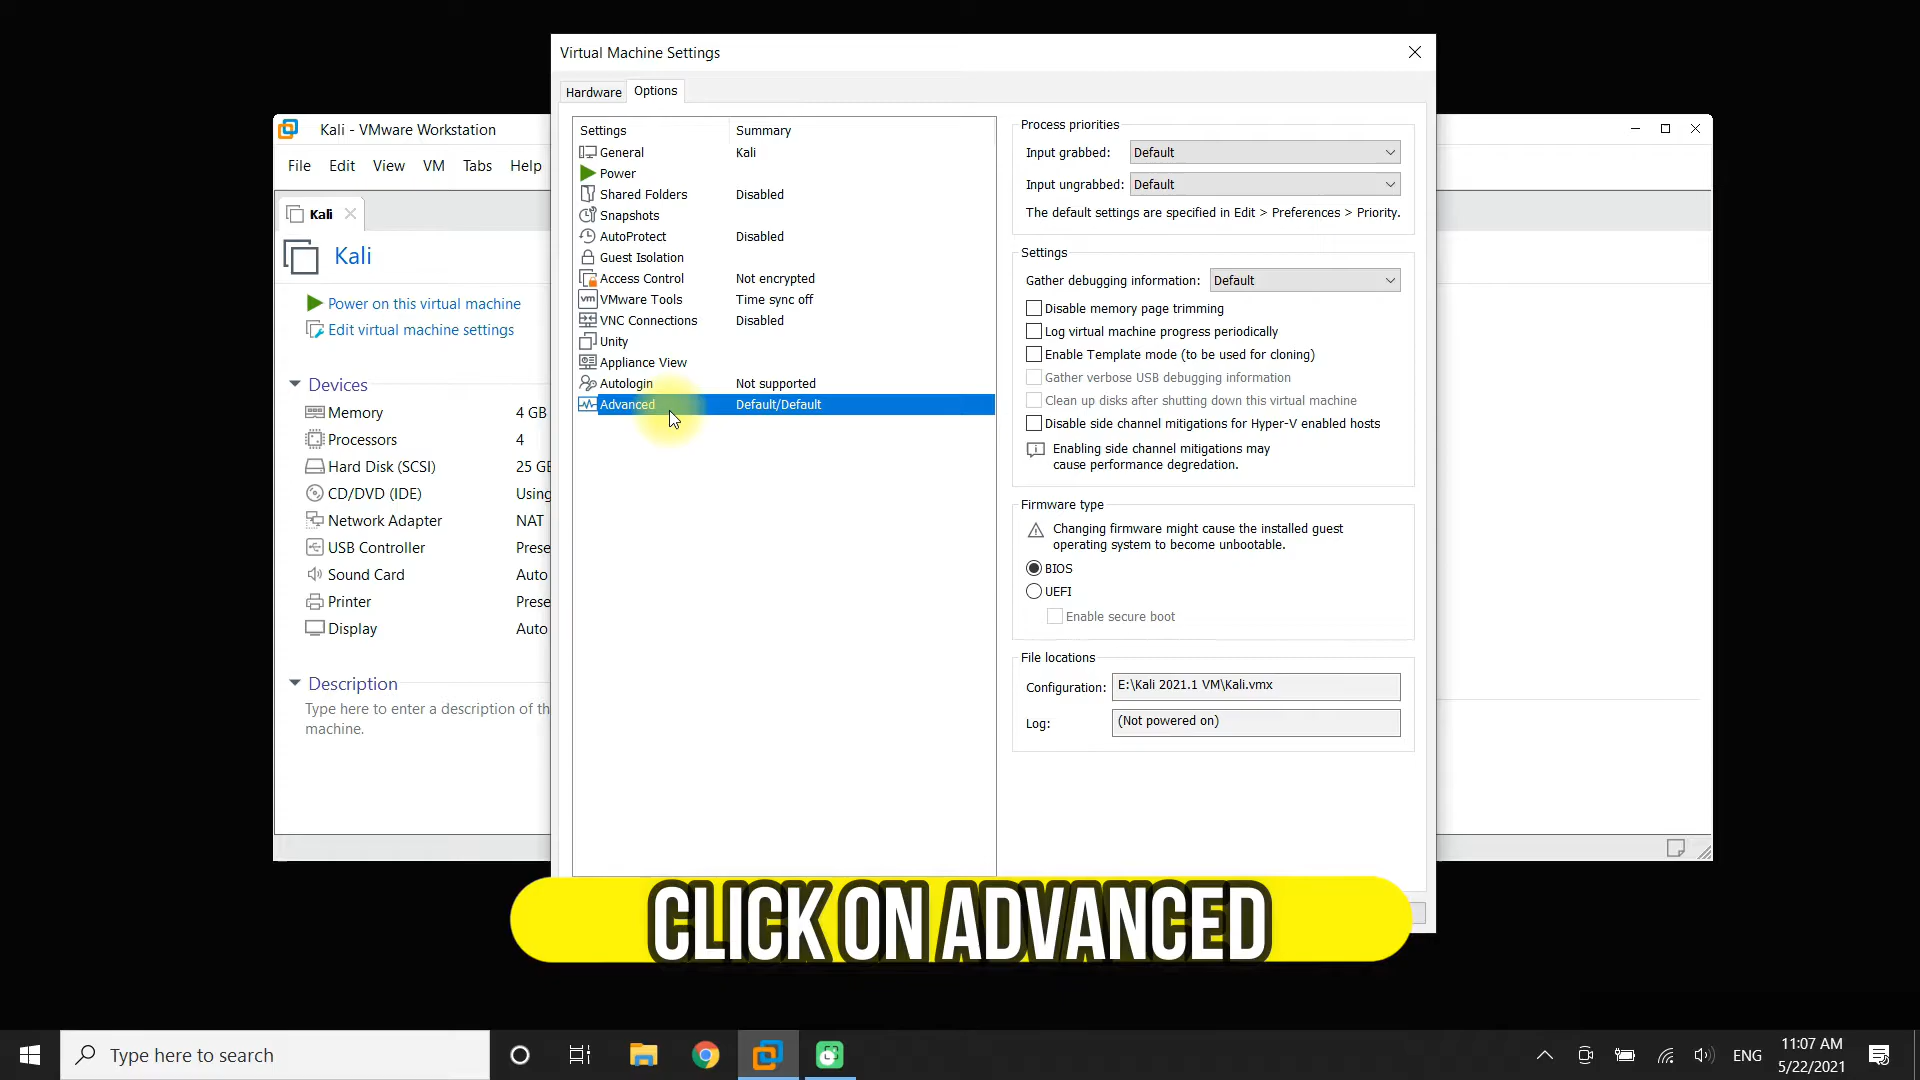 Virtual Machine Settings
Hardware
Options
Settings Summary
General Kali
Power
Shared Folders Disabled
Snapshots
AutoProtect Disabled
Guest Isolation
Access Control Not encrypted
vm VMware Tools Time sync off
VNC Connections Disabled
Unity
Appliance View
Autologin Not supported
Advanced Default/Default
Process priorities
Input grabbed: Default
Input ungrabbed: Default
The default settings are specified in Edit > Preferences > Priority.
Settings
Gather debugging information: Default
Disable memory page trimming
Log virtual machine progress periodically
Enable Template mode (to be used for cloning)
Gather verbose USB debugging information
Clean up disks after shutting down this virtual machine
Disable side channel mitigations for Hyper-V enabled hosts
Enabling side channel mitigations may
cause performance degredation.
Firmware type
Changing firmware might cause the installed guest
operating system to become unbootable.
BIOS
UEFI
Enable secure boot
File locations
Configuration: E:\Kali 2021.1 VM\Kali.vmx
Log: (Not powered on)
Kali - VMware Workstation
File Edit View VM Tabs Help
Kali
Kali
Power on this virtual machine
Edit virtual machine settings
Devices
Memory 4 GB
Processors 4
Hard Disk (SCSI) 25 GB
CD/DVD (IDE) Using
Network Adapter NAT
USB Controller Prese
Sound Card Auto
Printer Prese
Display Auto
Description
Type here to enter a description of th
machine.
CLICK ON ADVANCED
Type here to search
ENG
11:07 AM
5/22/2021